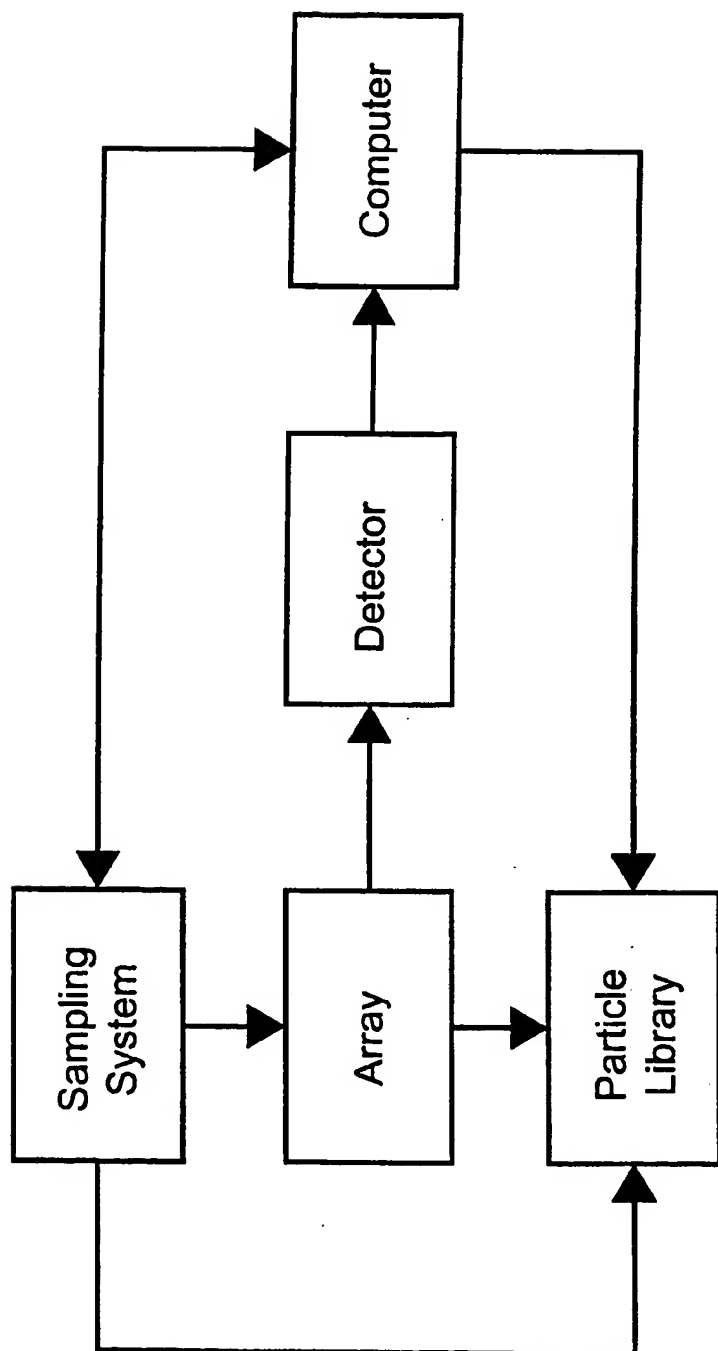 Sampling
System
Array
Detector
Computer
Particle
Library